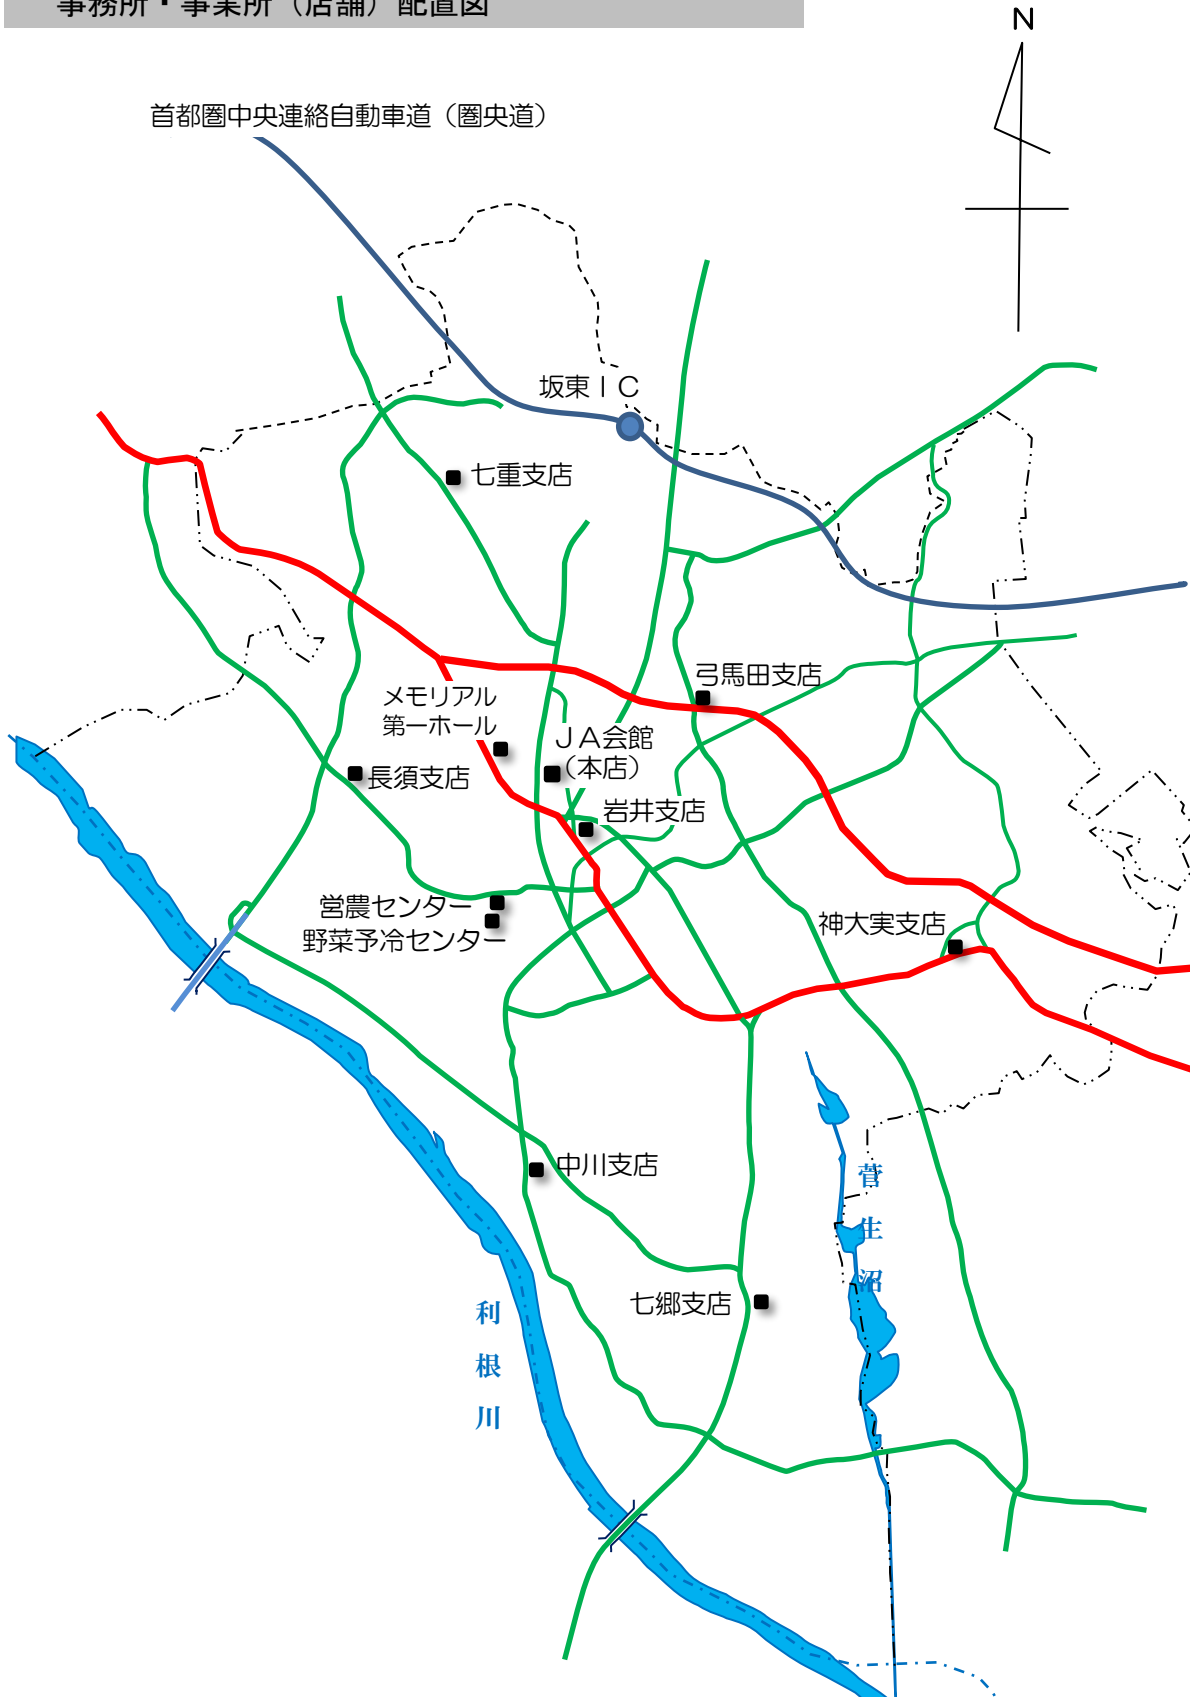 事務所・事業所（店舗）配置図
N
首都圏中央連絡自動車道（圏央道）
坂東ＩＣ
七重支店
弓馬田支店
メモリアル
第一ホール
ＪＡ会館
（本店）
長須支店
岩井支店
営農センター
野菜予冷センター
神大実支店
中川支店
菅生沼
七郷支店
利根川